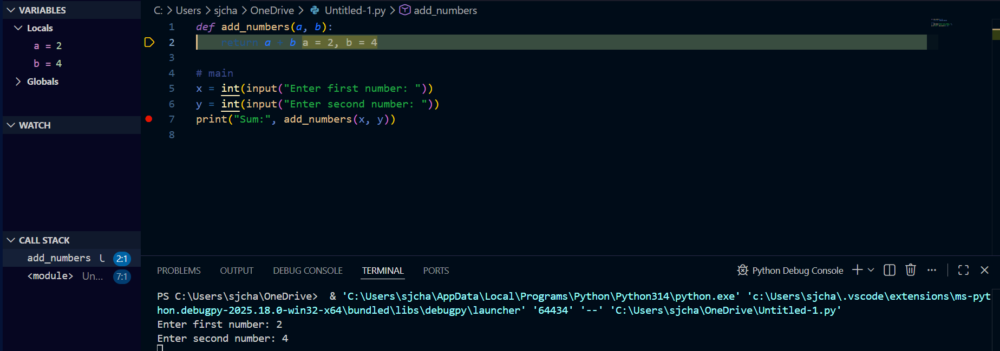 VARIABLES
Locals
a = 2
b = 4
Globals
WATCH
CALL STACK
add_numbers 2:1
<module> Un... 7:1
C: > Users > sjcha > OneDrive > Untitled-1.py > add_numbers
1 def add_numbers(a, b):
2 return a + b a = 2, b = 4
3
4 # main
5 x = int(input("Enter first number: "))
6 y = int(input("Enter second number: "))
7 print("Sum:", add_numbers(x, y))
8
PROBLEMS OUTPUT DEBUG CONSOLE TERMINAL PORTS Python Debug Console
PS C:\Users\sjcha\OneDrive> & 'C:\Users\sjcha\AppData\Local\Programs\Python\Python314\python.exe' 'c:\Users\sjcha\.vscode\extensions\ms-pyt
hon.debugpy-2025.18.0-win32-x64\bundled\libs\debugpy\launcher' '64434' '--' 'C:\Users\sjcha\OneDrive\Untitled-1.py'
Enter first number: 2
Enter second number: 4